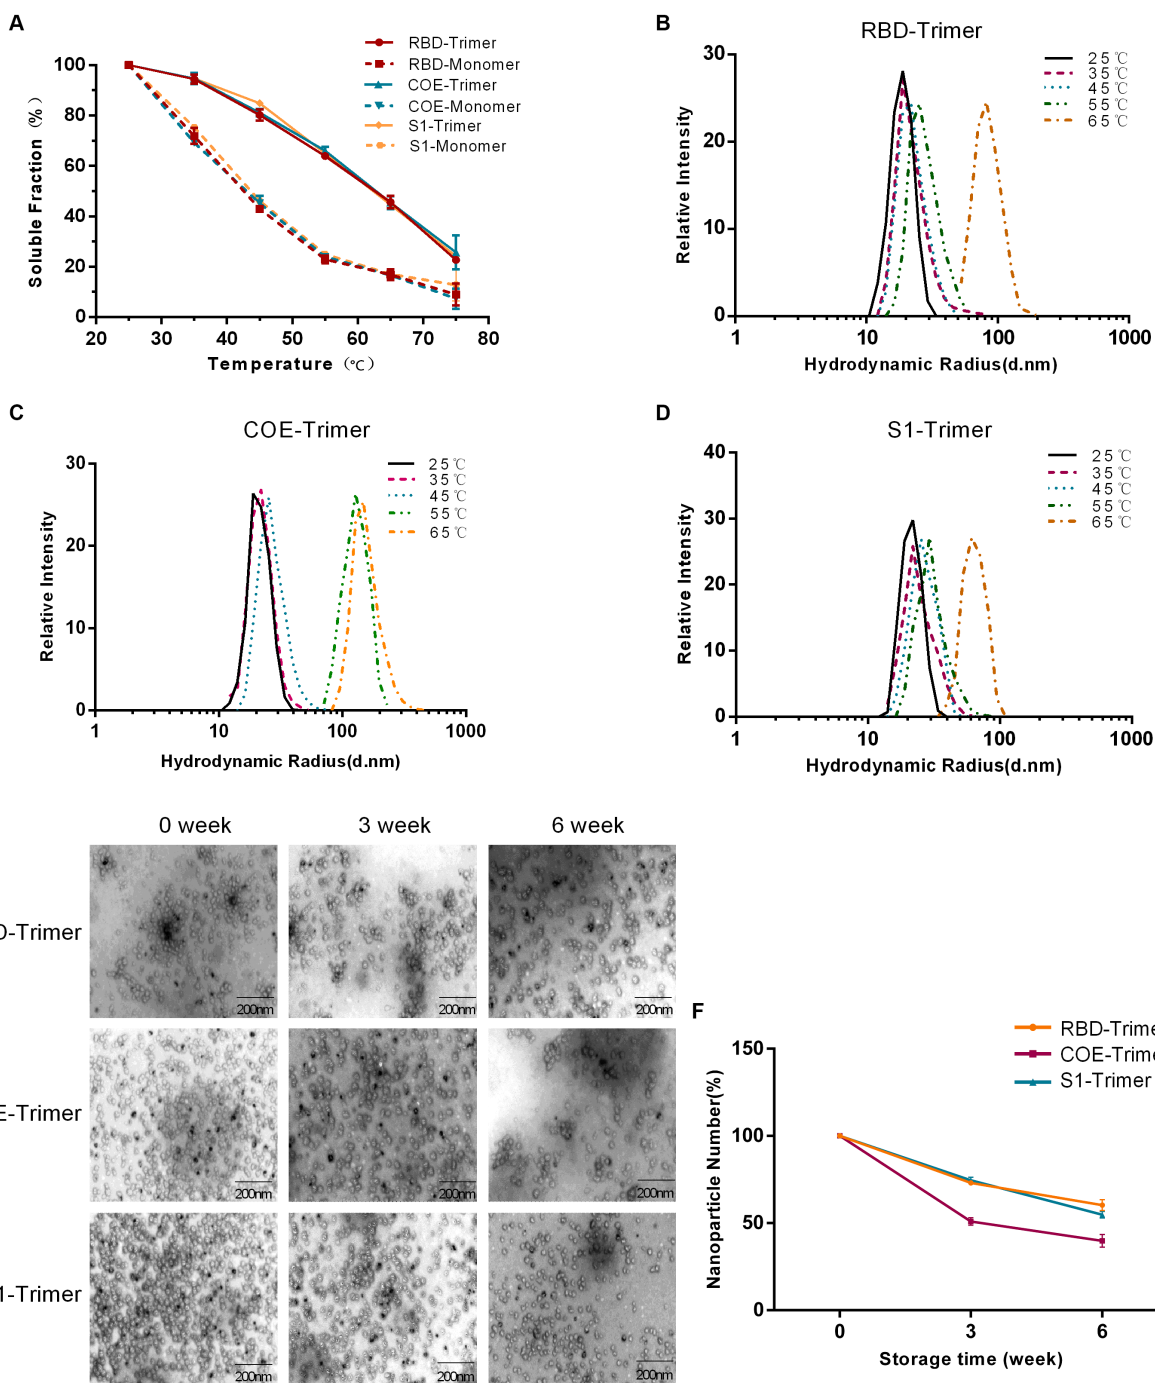 A
RBD-Trimer
RBD-Monomer
COE-Trimer
COE-Monomer
S1-Trimer
S1-Monomer
Soluble Fraction (%)
100
80
60
40
20
0
20 30 40 50 60 70 80
Temperature (℃)
B
RBD-Trimer
25℃
35℃
45℃
55℃
65℃
Relative Intensity
30
20
10
0
1 10 100 1000
Hydrodynamic Radius(d.nm)
C
COE-Trimer
25℃
35℃
45℃
55℃
65℃
Relative Intensity
30
20
10
0
1 10 100 1000
Hydrodynamic Radius(d.nm)
D
S1-Trimer
25℃
35℃
45℃
55℃
65℃
Relative Intensity
40
30
20
10
0
1 10 100 1000
Hydrodynamic Radius(d.nm)
0 week 3 week 6 week
D-Trimer
200nm 200nm 200nm
E-Trimer
200nm 200nm 200nm
1-Trimer
200nm 200nm 200nm
F
RBD-Trime
COE-Trime
S1-Trimer
Nanoparticle Number(%)
150
100
50
0
0 3 6
Storage time (week)